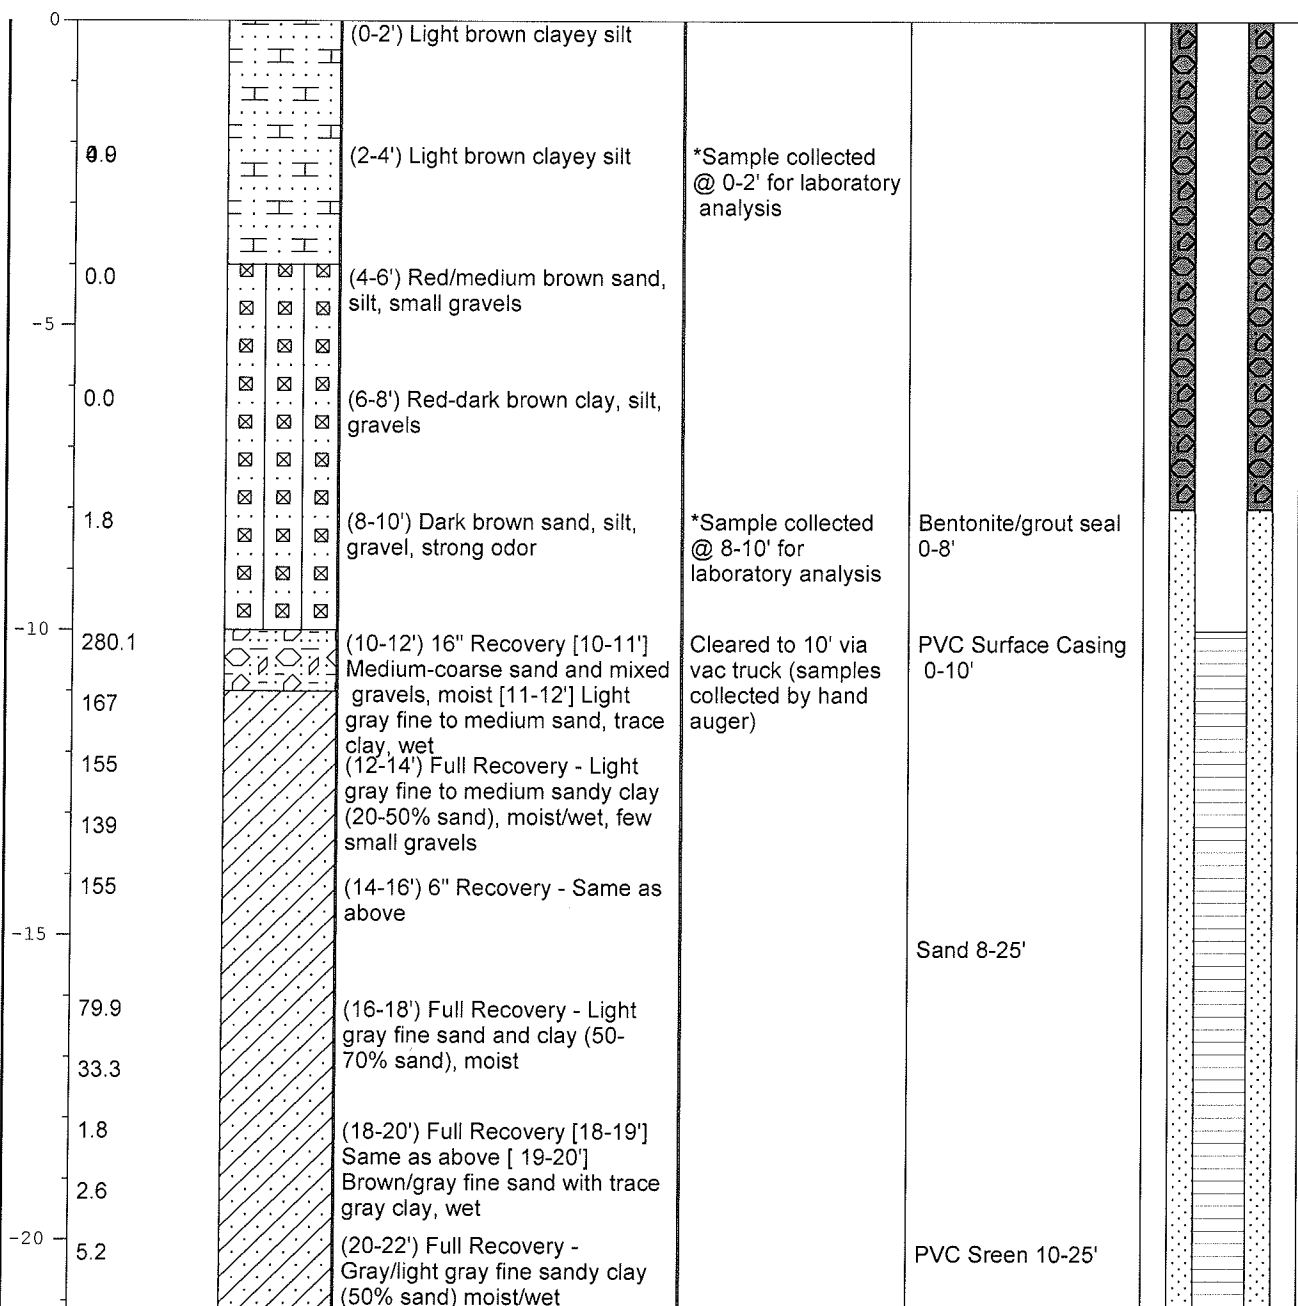 0
(0-2') Light brown clayey silt
(2-4') Light brown clayey silt
*Sample collected
@ 0-2' for laboratory
analysis
0.0
(4-6') Red/medium brown sand,
silt, small gravels
-5
0.0
(6-8') Red-dark brown clay, silt,
gravels
1.8
(8-10') Dark brown sand, silt,
gravel, strong odor
*Sample collected
@ 8-10' for
laboratory analysis
Bentonite/grout seal
0-8'
-10
280.1
(10-12') 16" Recovery [10-11']
Medium-coarse sand and mixed
gravels, moist [11-12'] Light
gray fine to medium sand, trace
clay, wet
Cleared to 10' via
vac truck (samples
collected by hand
auger)
PVC Surface Casing
0-10'
167
155
(12-14') Full Recovery - Light
gray fine to medium sandy clay
(20-50% sand), moist/wet, few
small gravels
139
155
(14-16') 6" Recovery - Same as
above
-15
Sand 8-25'
79.9
(16-18') Full Recovery - Light
gray fine sand and clay (50-
70% sand), moist
33.3
1.8
(18-20') Full Recovery [18-19']
Same as above [ 19-20']
Brown/gray fine sand with trace
gray clay, wet
2.6
-20
5.2
(20-22') Full Recovery -
Gray/light gray fine sandy clay
(50% sand) moist/wet
PVC Sreen 10-25'